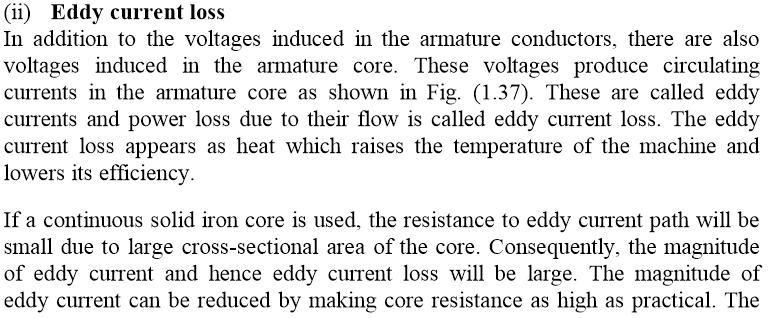 (ii) Eddy current loss
In addition to the voltages induced in the armature conductors, there are also
voltages induced in the armature core. These voltages produce circulating
currents in the armature core as shown in Fig. (1.37). These are called eddy
currents and power loss due to their flow is called eddy current loss. The eddy
current loss appears as heat which raises the temperature of the machine and
lowers its efficiency.
If a continuous solid iron core is used, the resistance to eddy current path will be
small due to large cross-sectional area of the core. Consequently, the magnitude
of eddy current and hence eddy current loss will be large. The magnitude of
eddy current can be reduced by making core resistance as high as practical. The